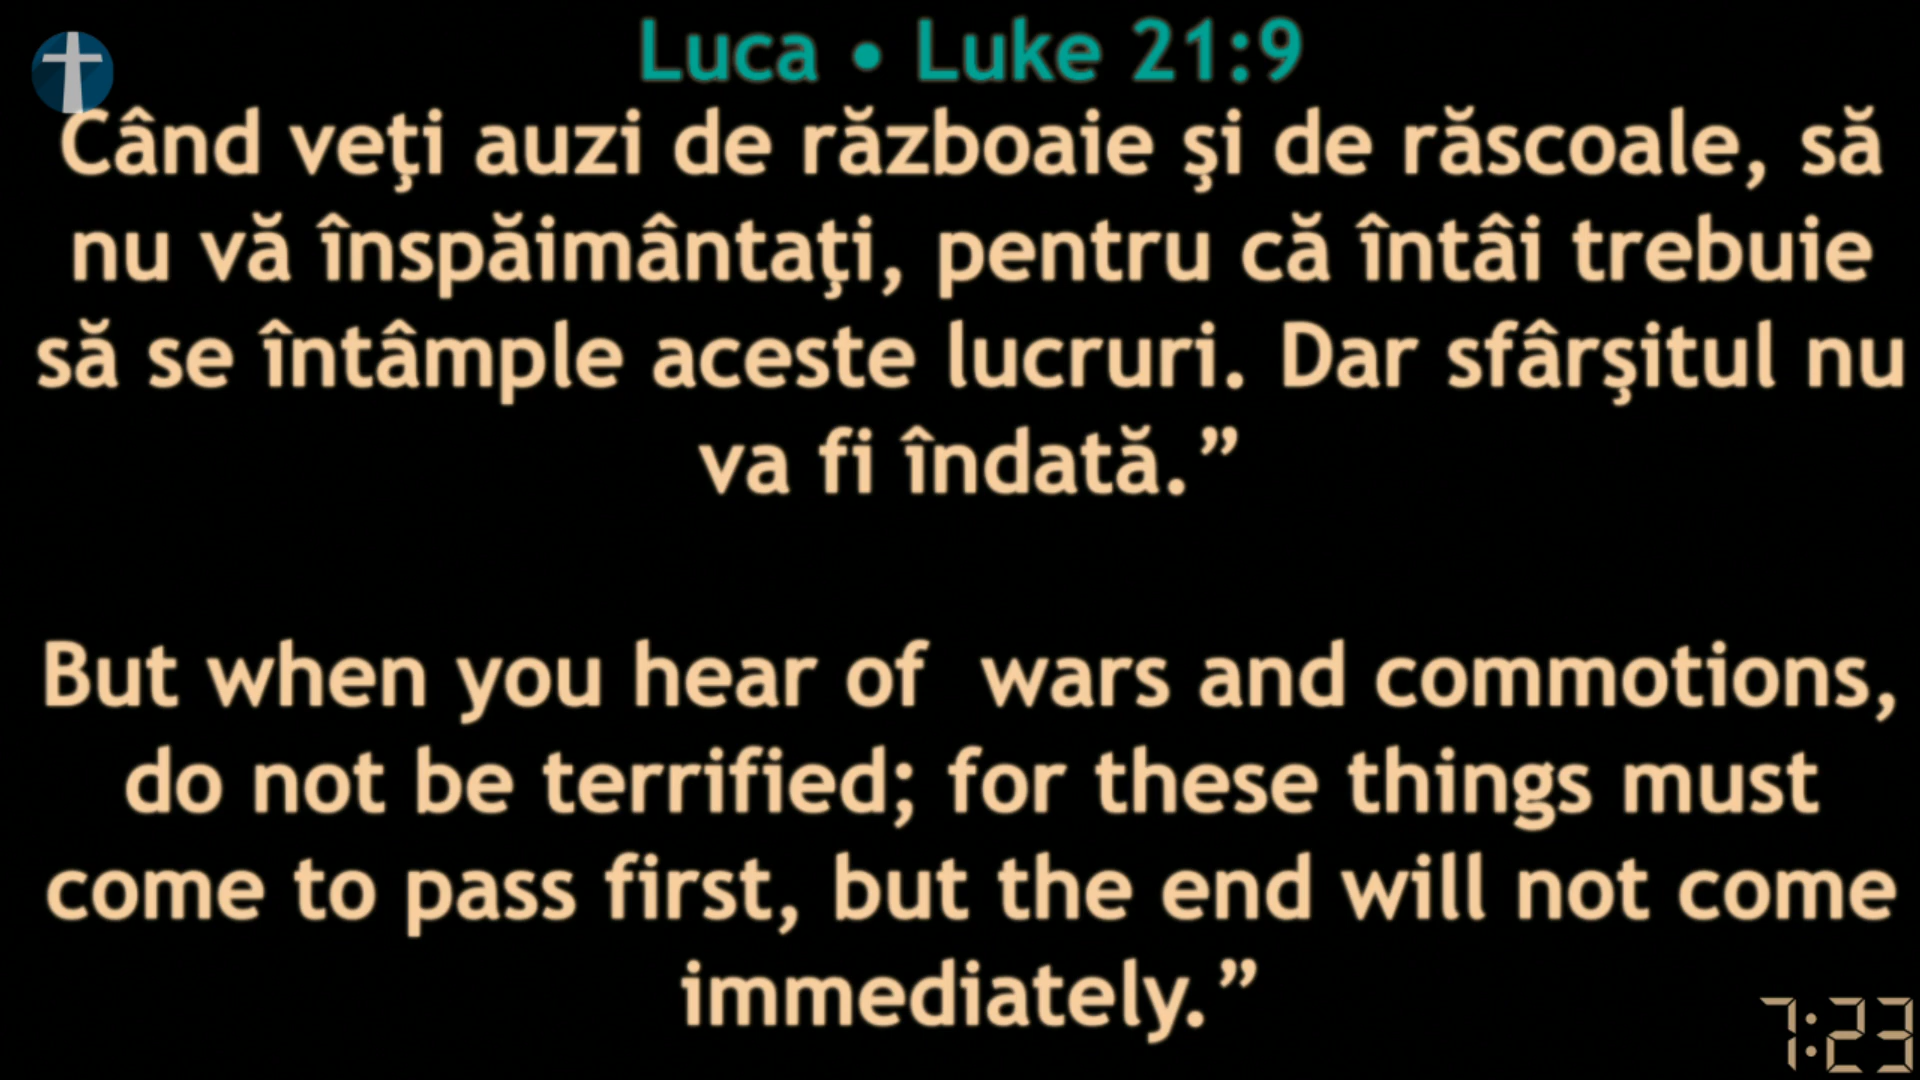 Luca • Luke 21:9
Când veţi auzi de războaie şi de răscoale, să
nu vă înspăimântaţi, pentru că întâi trebuie
să se întâmple aceste lucruri. Dar sfârşitul nu
va fi îndată.”
But when you hear of  wars and commotions,
do not be terrified; for these things must
come to pass first, but the end will not come
immediately.”
7:23